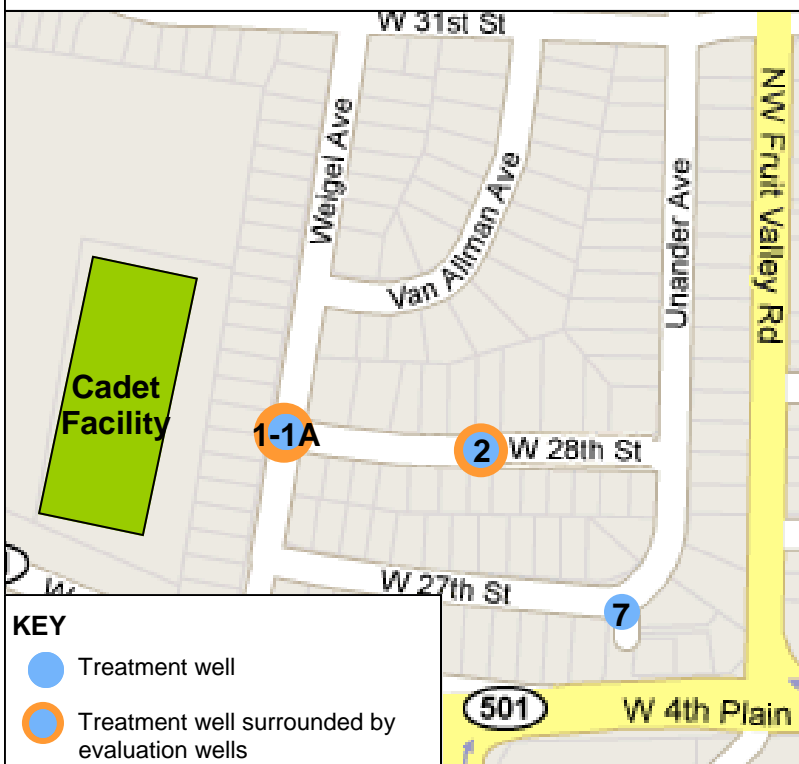 W 31st St
Weigel Ave
Van Allman Ave
Unander Ave
NW Fruit Valley Rd
Cadet
Facility
1-1A
2
W 28th St
W 27th St
7
KEY
Treatment well
Treatment well surrounded by
evaluation wells
501
W 4th Plain